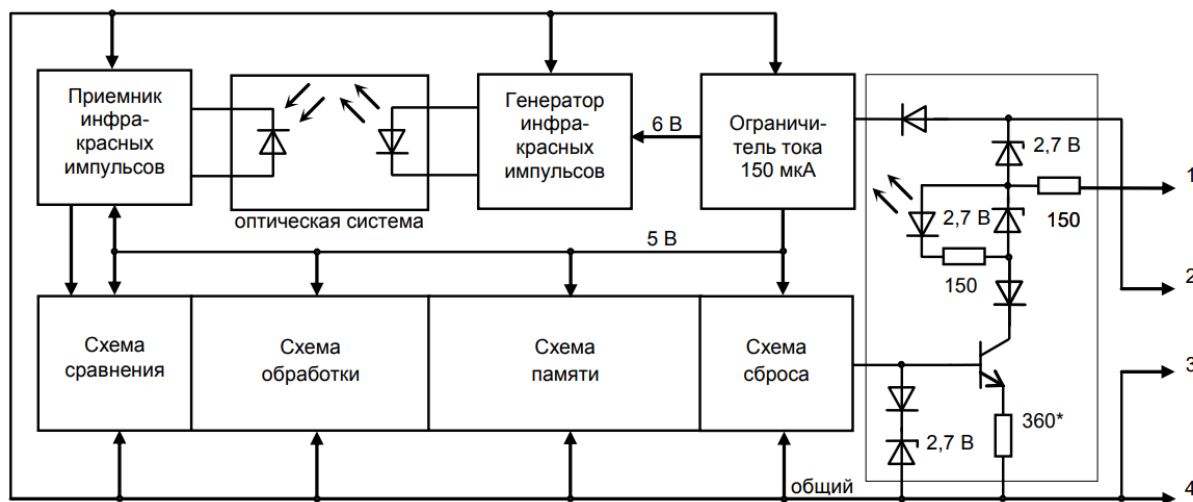 Приемник
инфра-
красных
импульсов
оптическая система
Генератор
инфра-
красных
импульсов
6 В
Ограничи-
тель тока
150 мкА
2,7 В
150
1
2,7 В
150
2
5 В
Схема
сравнения
Схема
обработки
Схема
памяти
Схема
сброса
3
2,7 В
360*
общий
4